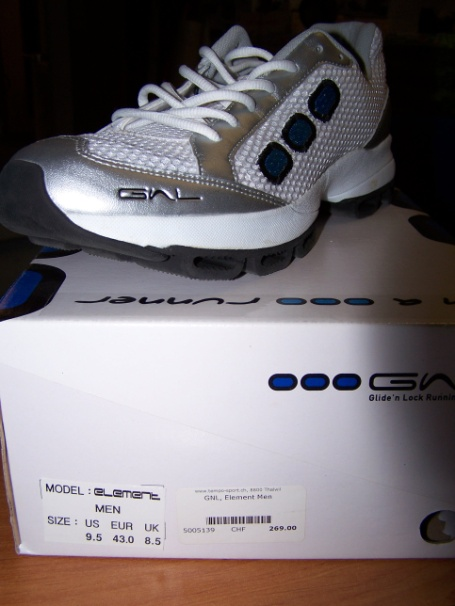 GNL
n a runner
GNL
Glide'n Lock Runnin
MODEL : element
MEN
SIZE : US EUR UK
9.5 43.0 8.5
GNL, Element Men
5005139 CHF 269.00